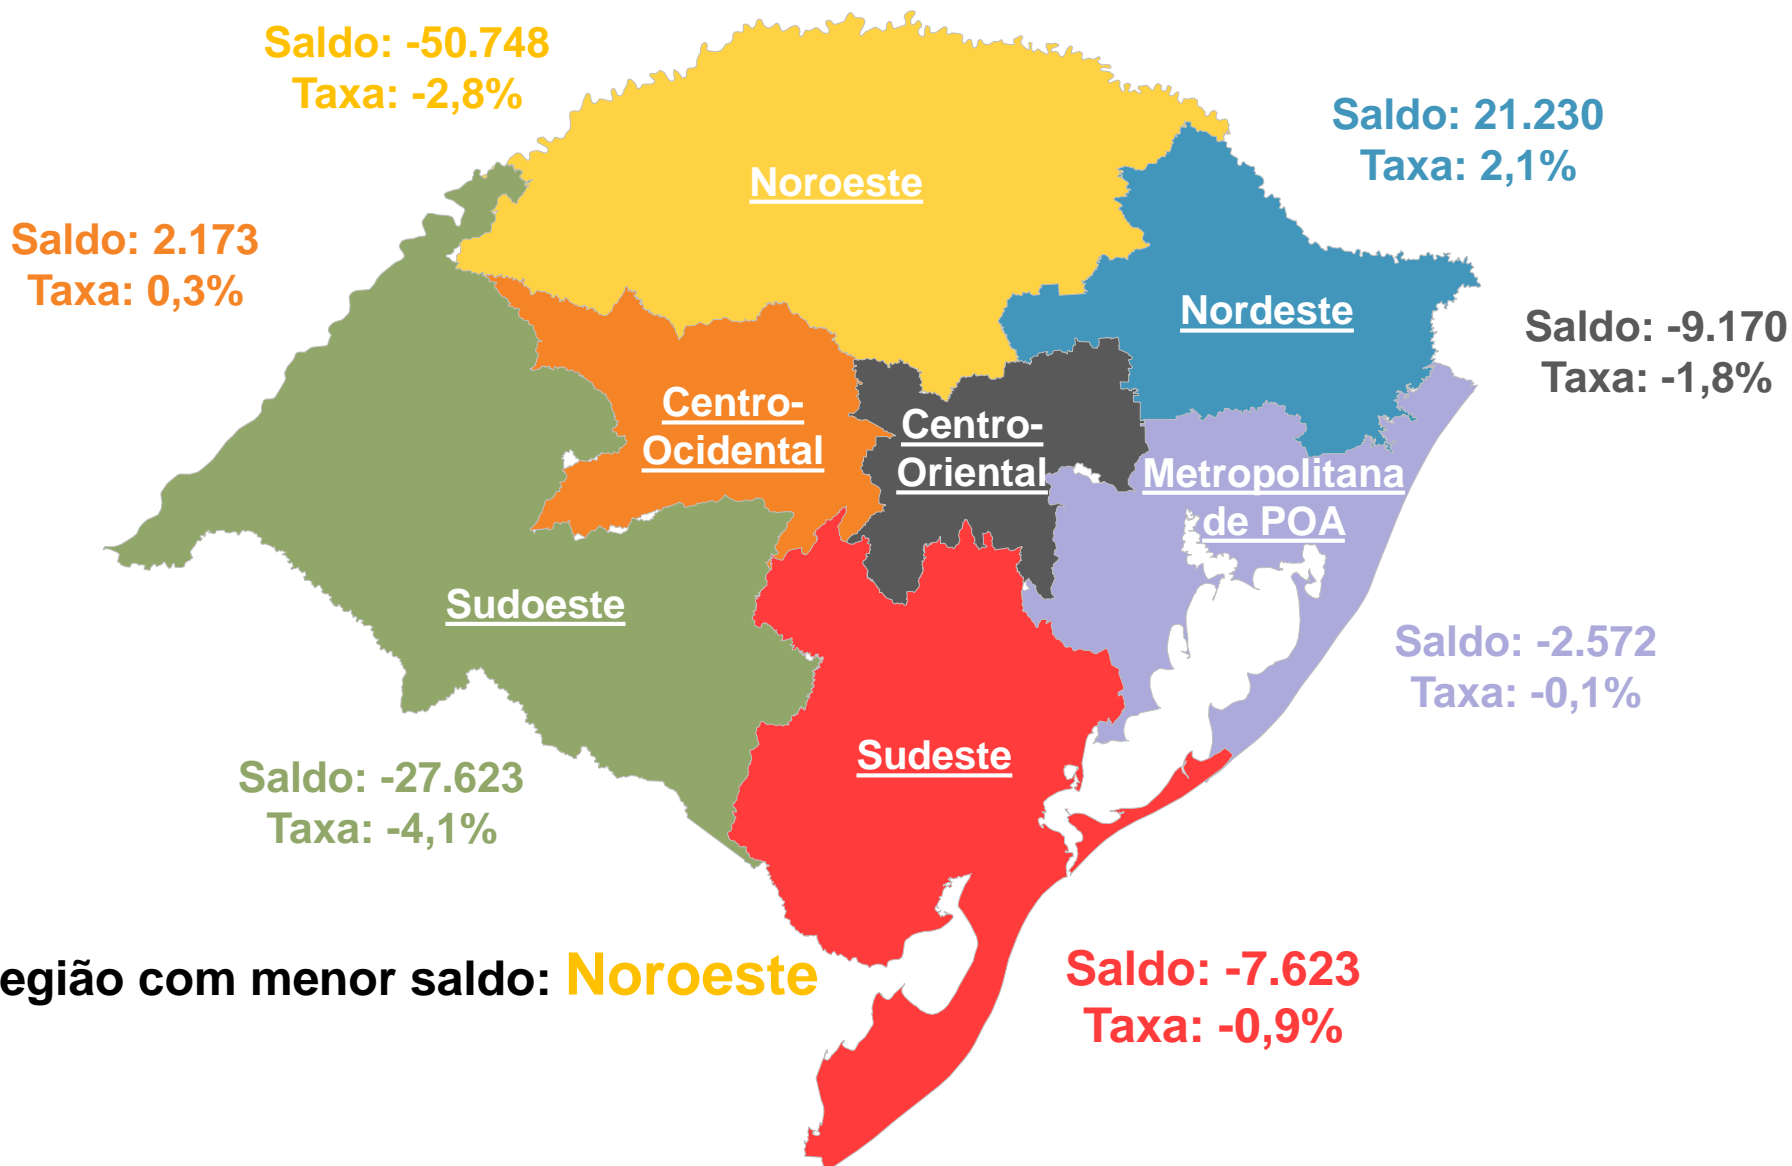 Saldo: -50.748
Taxa: -2,8%
Saldo: 21.230
Taxa: 2,1%
Noroeste
Saldo: 2.173
Taxa: 0,3%
Nordeste
Saldo: -9.170
Taxa: -1,8%
Centro-
Ocidental
Centro-
Oriental
Metropolitana
de POA
Sudoeste
Saldo: -2.572
Taxa: -0,1%
Sudeste
Saldo: -27.623
Taxa: -4,1%
egião com menor saldo: Noroeste
Saldo: -7.623
Taxa: -0,9%